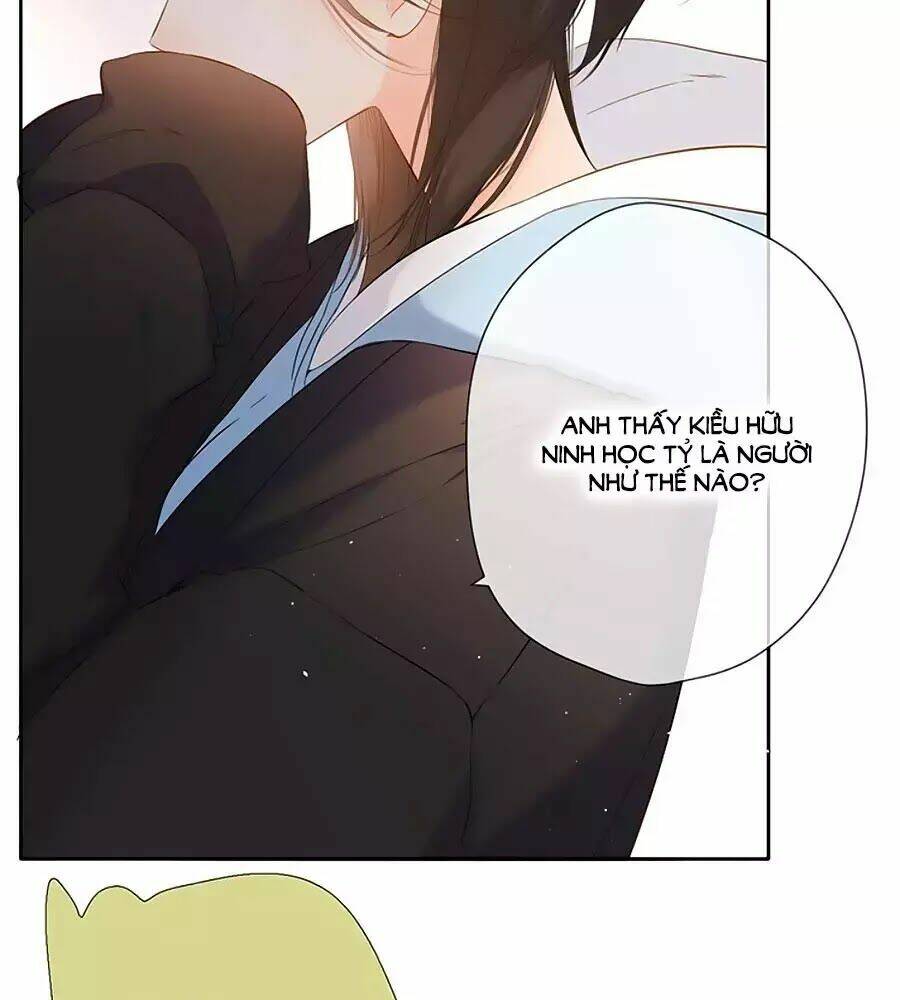 ANH THẤY KIỀU HỮU
NINH HỌC TỶ LÀ NGƯỜI
NHƯ THẾ NÀO?